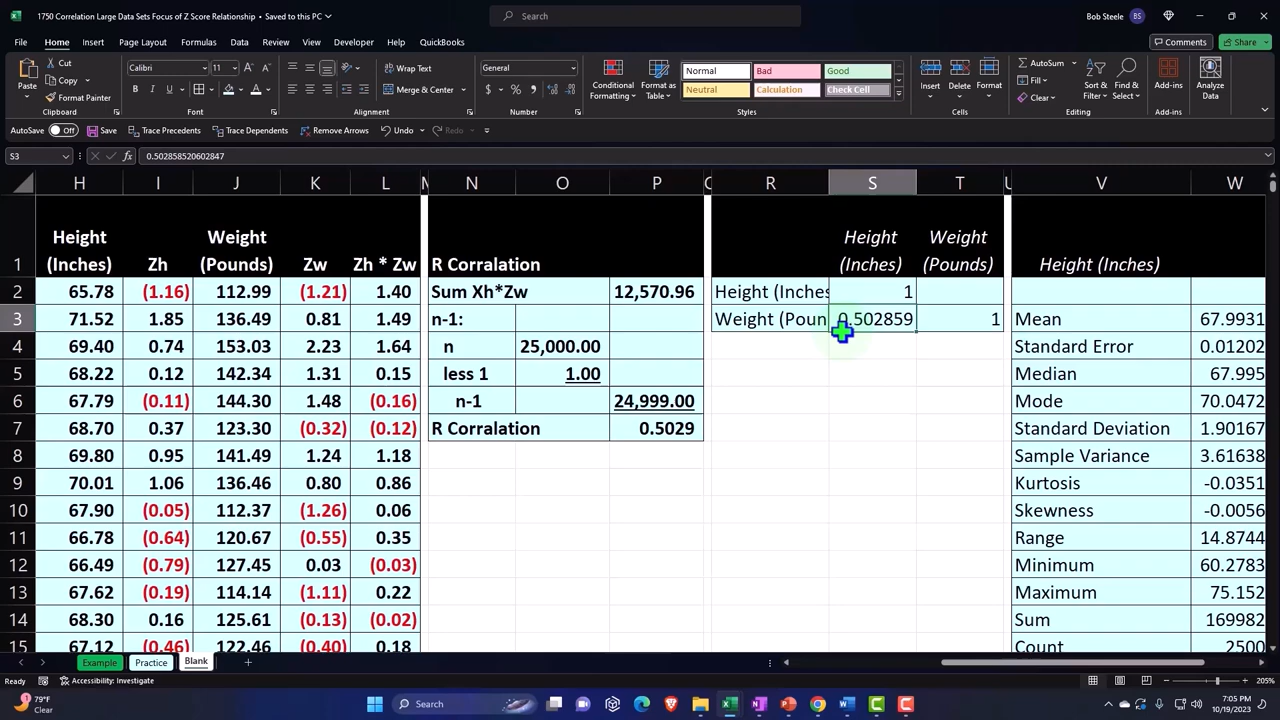 1750 Correlation Large Data Sets Focus of Z Score Relationship • Saved to this PC
Search
Bob Steele BS
File Home Insert Page Layout Formulas Data Review View Developer Help QuickBooks
Comments Share
Paste Cut Copy Format Painter
Calibri 11
Wrap Text
Merge & Center
General
Conditional Formatting Format as Table
Normal Bad Good
Neutral Calculation Check Cell
Insert Delete Format
AutoSum Fill Clear
Sort & Filter Find & Select
Add-ins
Analyze Data
Clipboard Font Alignment Number Styles Cells Editing Add-ins
AutoSave Off Save Trace Precedents Trace Dependents Remove Arrows Undo Redo
S3 fx 0.502858520602847
H I J K L M N O P Q R S T U V W
Height Weight Height Weight
1 (Inches) Zh (Pounds) Zw Zh * Zw R Corralation (Inches) (Pounds) Height (Inches)
2 65.78 (1.16) 112.99 (1.21) 1.40 Sum Xh*Zw 12,570.96 Height (Inches 1
3 71.52 1.85 136.49 0.81 1.49 n-1: Weight (Poun 0.502859 1 Mean 67.9931
4 69.40 0.74 153.03 2.23 1.64 n 25,000.00 Standard Error 0.01202
5 68.22 0.12 142.34 1.31 0.15 less 1 1.00 Median 67.995
6 67.79 (0.11) 144.30 1.48 (0.16) n-1 24,999.00 Mode 70.0472
7 68.70 0.37 123.30 (0.32) (0.12) R Corralation 0.5029 Standard Deviation 1.90167
8 69.80 0.95 141.49 1.24 1.18 Sample Variance 3.61638
9 70.01 1.06 136.46 0.80 0.86 Kurtosis -0.0351
10 67.90 (0.05) 112.37 (1.26) 0.06 Skewness -0.0056
11 66.78 (0.64) 120.67 (0.55) 0.35 Range 14.8744
12 66.49 (0.79) 127.45 0.03 (0.03) Minimum 60.2783
13 67.62 (0.19) 114.14 (1.11) 0.22 Maximum 75.152
14 68.30 0.16 125.61 (0.13) (0.02) Sum 169982
15 67.12 (0.46) 122.46 (0.40) 0.18 Count 2500
Example Practice Blank
Ready Accessibility: Investigate 205%
79°F
Clear
Search
7:05 PM
10/19/2023